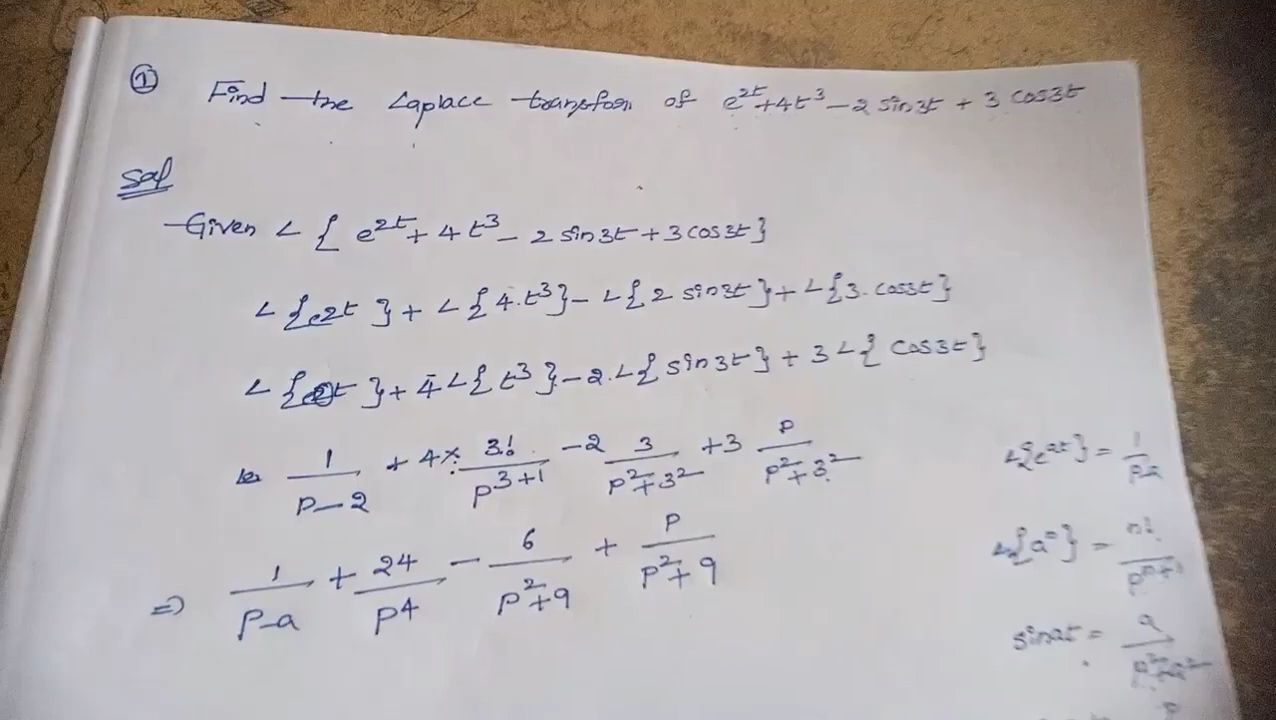 ① Find the Laplace transform of e^{2t}+4t^3-2 sin3t+3 cos3t
Sol
Given L{e^{2t}+4t^3-2 sin3t+3 cos3t}
L{e^{2t}}+L{4.t^3}-L{2 sin3t}+L{3.cos3t}
L{e^{2t}}+4L{t^3}-2.L{sin3t}+3L{cos3t}
1/(P-2) + 4× 3!/(P^{3+1}) -2 3/(P^2+3^2) +3 P/(P^2+3^2)
=> 1/(P-a) + 24/P^4 - 6/(P^2+9) + P/(P^2+9)
L{e^{at}} = 1/(P-a)
L{a^n} = n!/(P^{n+1})
sinat = a/(P^2+a^2)